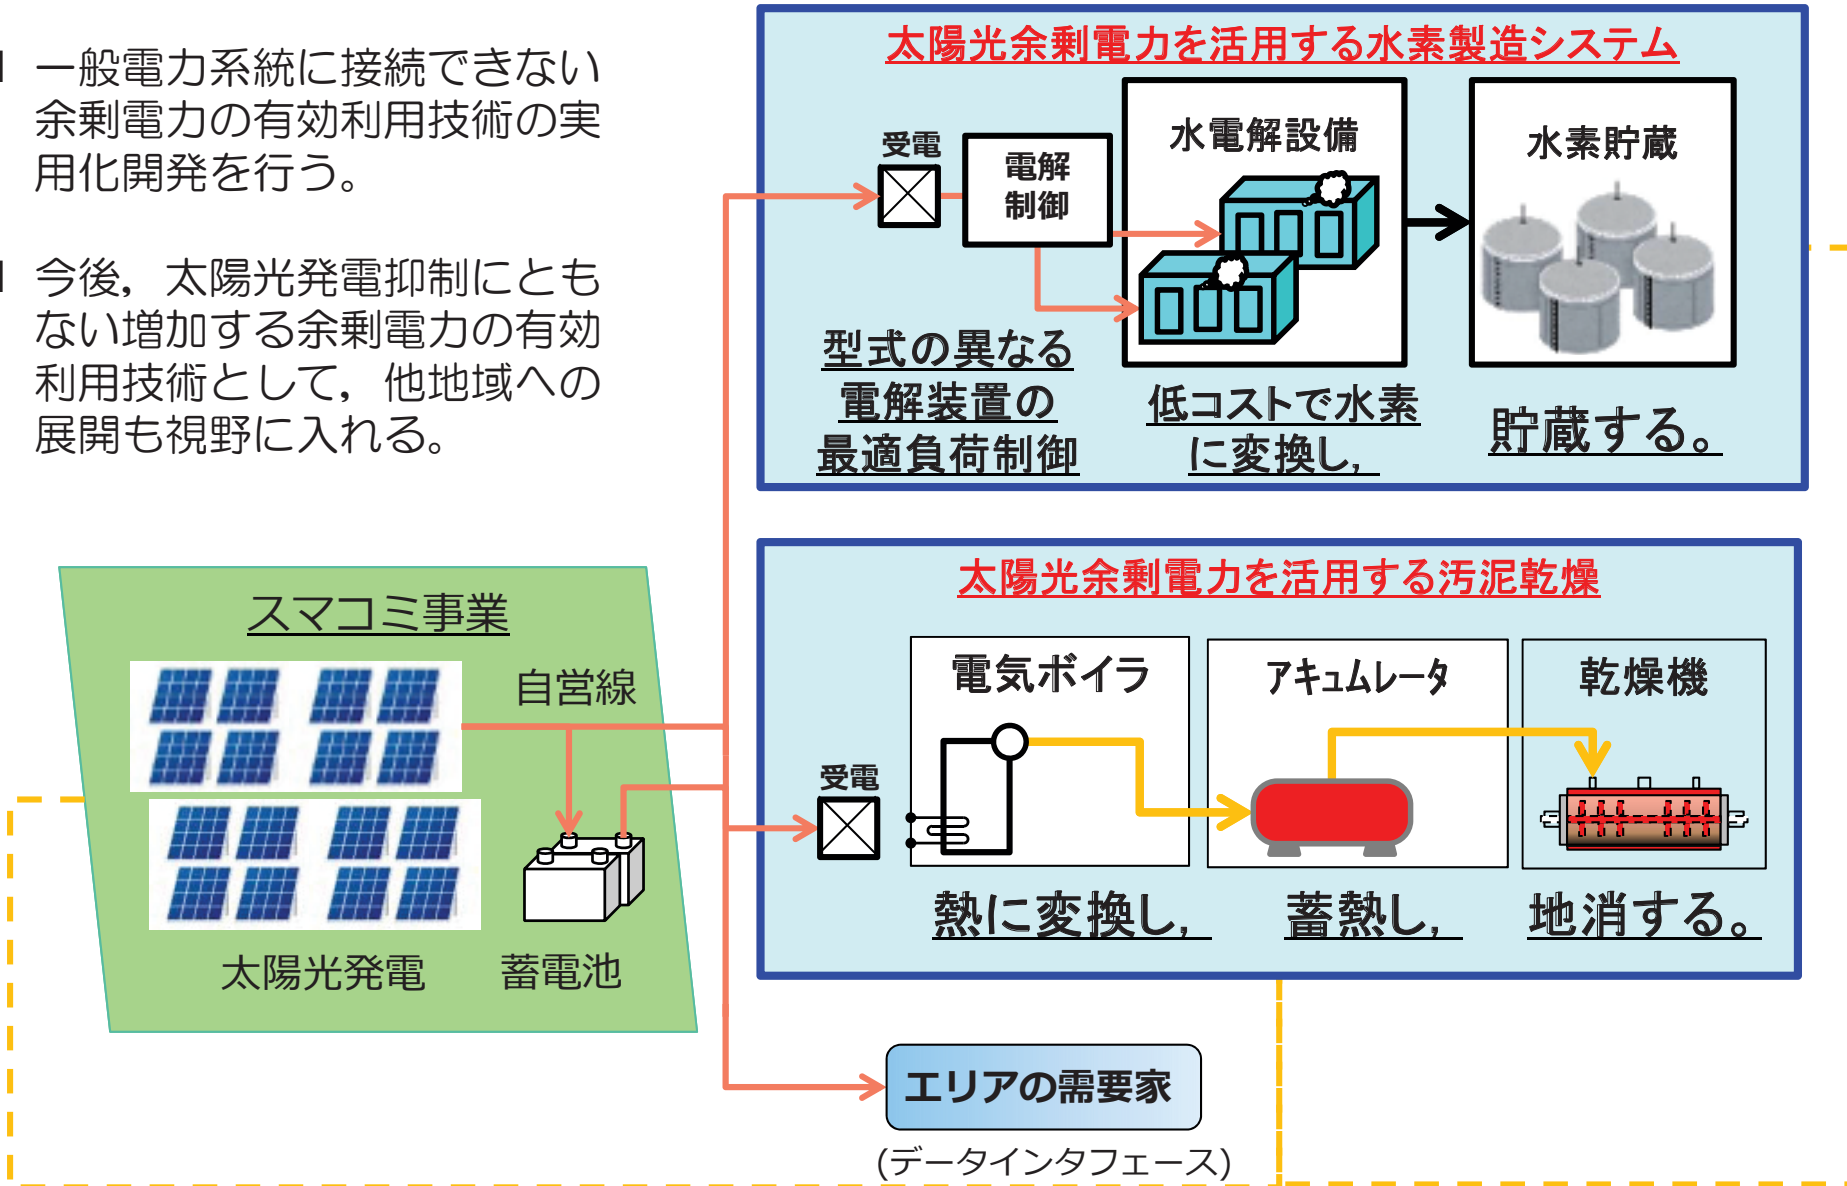 一般電力系統に接続できない
余剰電力の有効利用技術の実
用化開発を行う。
今後，太陽光発電抑制にとも
ない増加する余剰電力の有効
利用技術として，他地域への
展開も視野に入れる。
太陽光余剰電力を活用する水素製造システム
受電
電解
制御
水電解設備
水素貯蔵
型式の異なる
電解装置の
最適負荷制御
低コストで水素
に変換し，
貯蔵する。
スマコミ事業
自営線
太陽光発電
蓄電池
太陽光余剰電力を活用する汚泥乾燥
受電
電気ボイラ
アキュムレータ
乾燥機
熱に変換し，
蓄熱し，
地消する。
エリアの需要家
(データインタフェース)